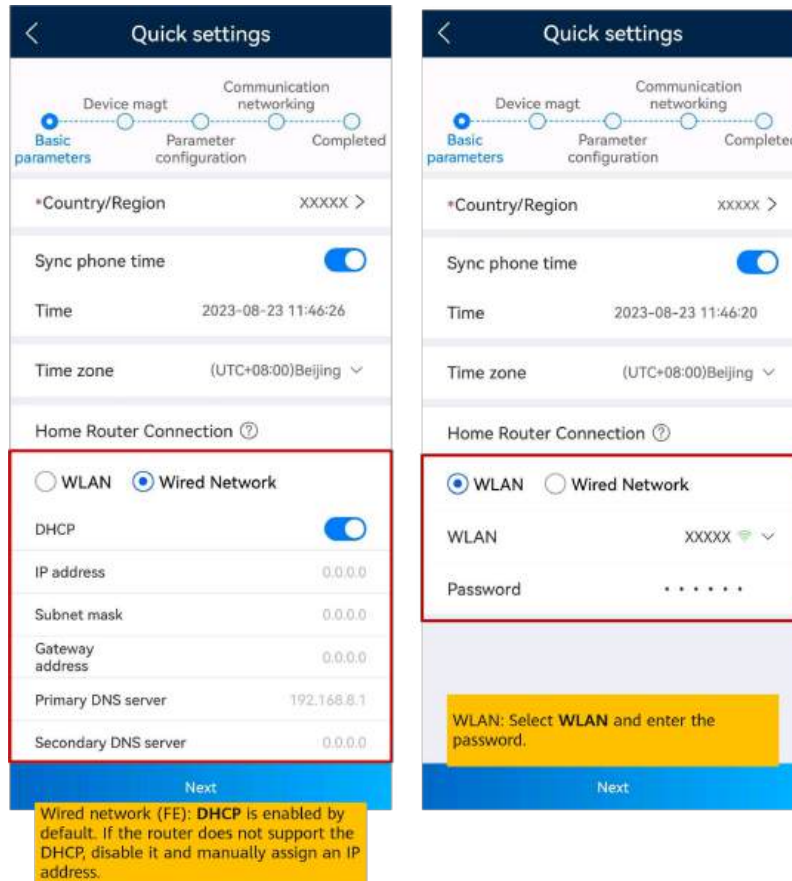 Quick settings
Communication
Device magt networking
Basic Parameter Completed
parameters configuration
*Country/Region XXXXX >
Sync phone time
Time 2023-08-23 11:46:26
Time zone (UTC+08:00)Beijing
Home Router Connection ?
WLAN Wired Network
DHCP
IP address 0.0.0.0
Subnet mask 0.0.0.0
Gateway
address 0.0.0.0
Primary DNS server 192.168.8.1
Secondary DNS server 0.0.0.0
Next
Wired network (FE): DHCP is enabled by
default. If the router does not support the
DHCP, disable it and manually assign an IP
address.
Quick settings
Communication
Device magt networking
Basic Parameter Completed
parameters configuration
*Country/Region XXXXX >
Sync phone time
Time 2023-08-23 11:46:20
Time zone (UTC+08:00)Beijing
Home Router Connection ?
WLAN Wired Network
WLAN XXXXX
Password ······
WLAN: Select WLAN and enter the
password.
Next